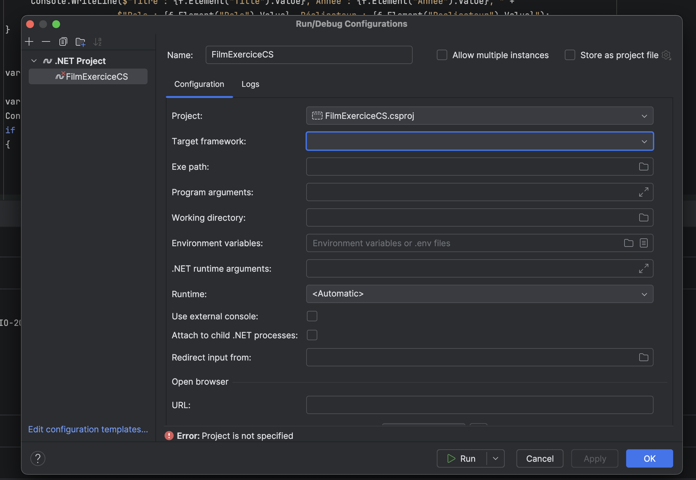 Console.WriteLine($"Titre : {f.Element("Title").Value}, Année : {f.Element("Annee").Value}, " +
Run/Debug Configurations
}
.NET Project
FilmExerciceCS
var
var
Con
if
{
IO-20
Name:
FilmExerciceCS
Allow multiple instances
Store as project file
Configuration
Logs
Project:
FilmExerciceCS.csproj
Target framework:
Exe path:
Program arguments:
Working directory:
Environment variables:
Environment variables or .env files
.NET runtime arguments:
Runtime:
<Automatic>
Use external console:
Attach to child .NET processes:
Redirect input from:
Open browser
URL:
Edit configuration templates...
Error: Project is not specified
?
Run
Cancel
Apply
OK